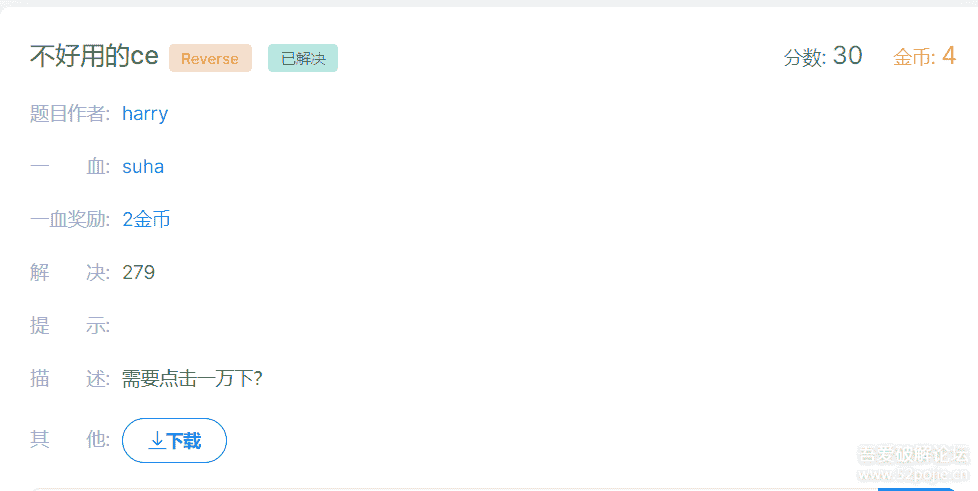 不好用的ce Reverse 已解决 分数: 30 金币: 4
题目作者: harry
一 血: suha
一血奖励: 2金币
解 决: 279
提 示:
描 述: 需要点击一万下?
其 他: 下载
吾爱破解论坛
www.52pojie.cn